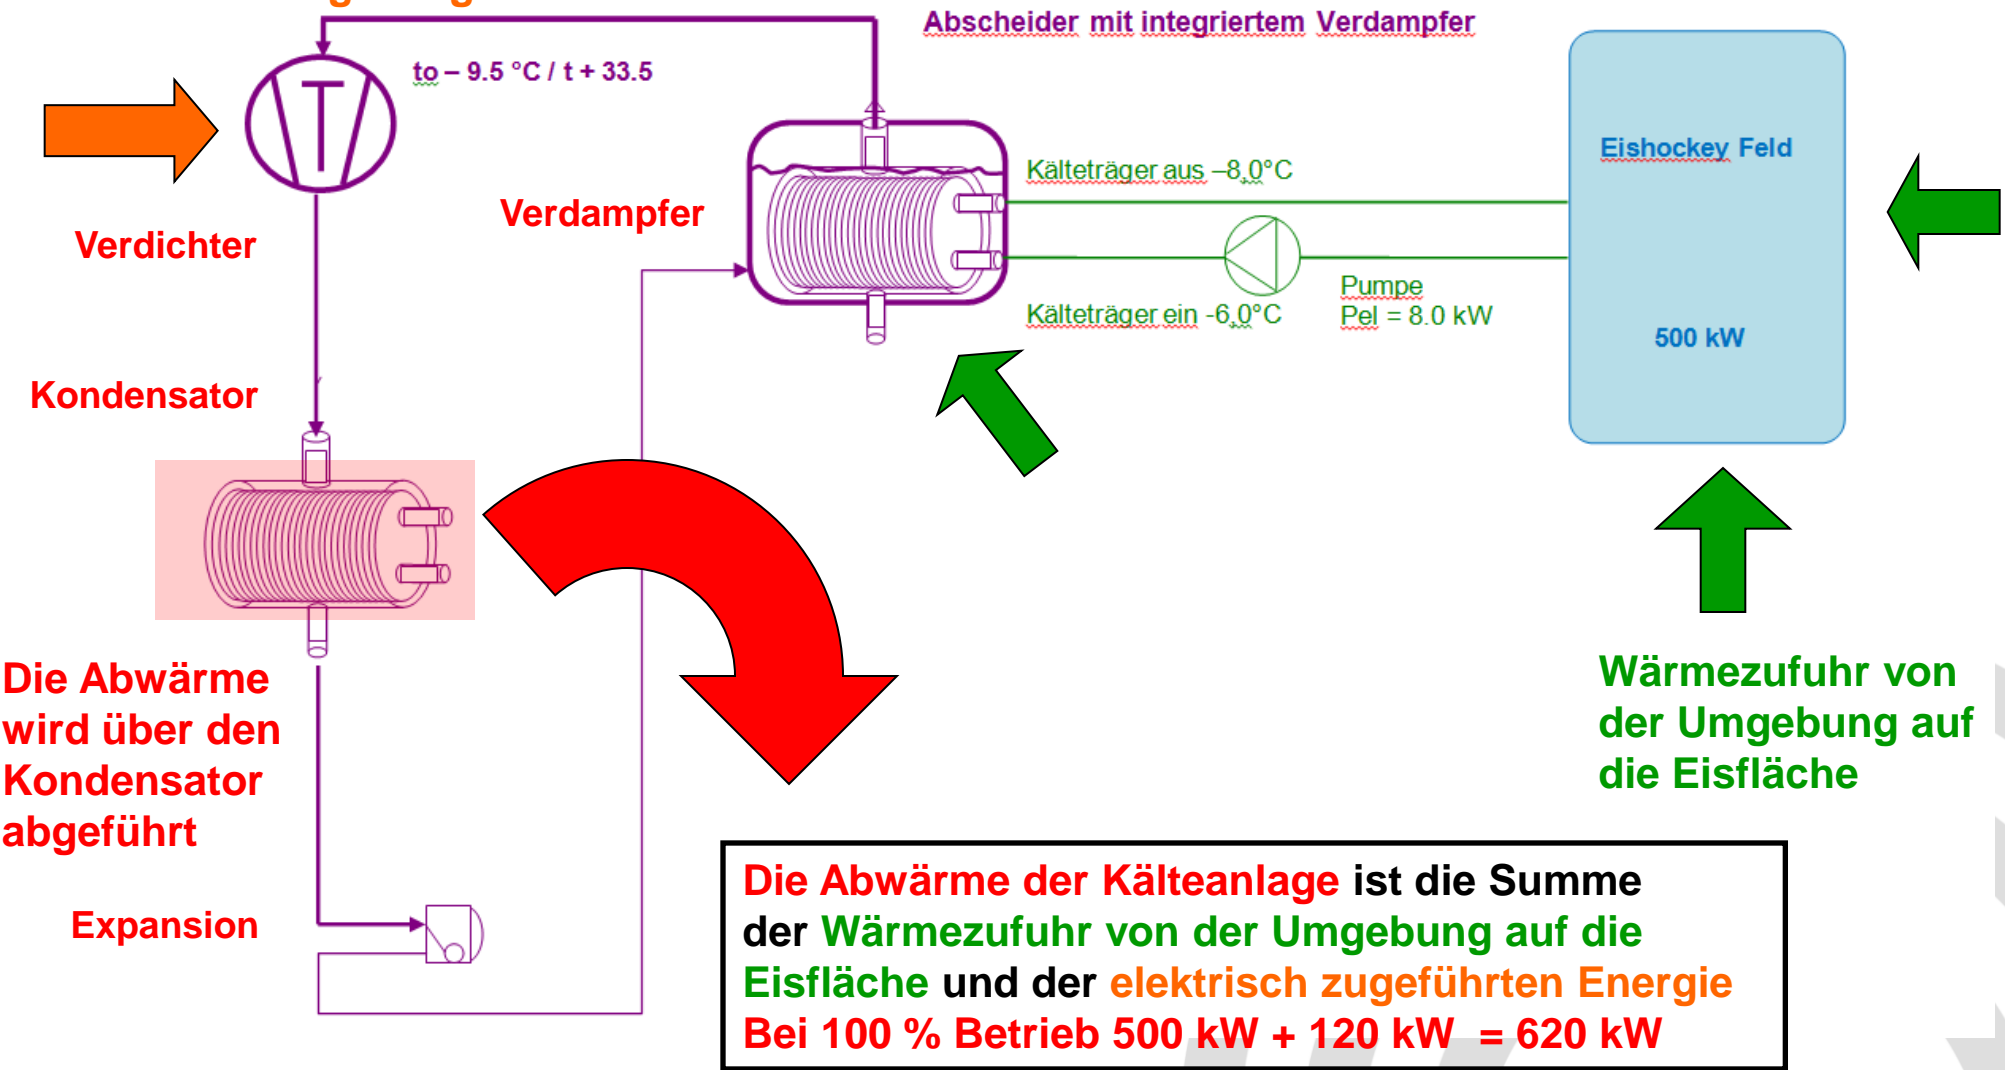 Abscheider mit integriertem Verdampfer
to – 9.5 °C / t + 33.5
Eishockey Feld
500 kW
Kälteträger aus –8,0°C
Verdampfer
Verdichter
Kälteträger ein -6,0°C
Pumpe
Pel = 8.0 kW
Kondensator
Die Abwärme
wird über den
Kondensator
abgeführt
Wärmezufuhr von
der Umgebung auf
die Eisfläche
Expansion
Die Abwärme der Kälteanlage ist die Summe
der Wärmezufuhr von der Umgebung auf die
Eisfläche und der elektrisch zugeführten Energie
Bei 100 % Betrieb 500 kW + 120 kW = 620 kW